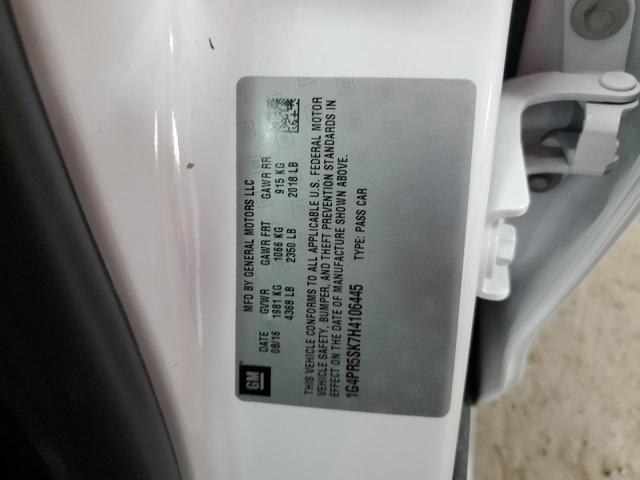 MFD BY GENERAL MOTORS LLC
DATE GVWR GAWR FRT GAWR RR
08/16 1981 KG 1066 KG 915 KG
4368 LB 2350 LB 2018 LB
GM
THIS VEHICLE CONFORMS TO ALL APPLICABLE U.S. FEDERAL MOTOR
VEHICLE SAFETY, BUMPER, AND THEFT PREVENTION STANDARDS IN
EFFECT ON THE DATE OF MANUFACTURE SHOWN ABOVE.
1G4PR5SK7H4106445 TYPE: PASS CAR